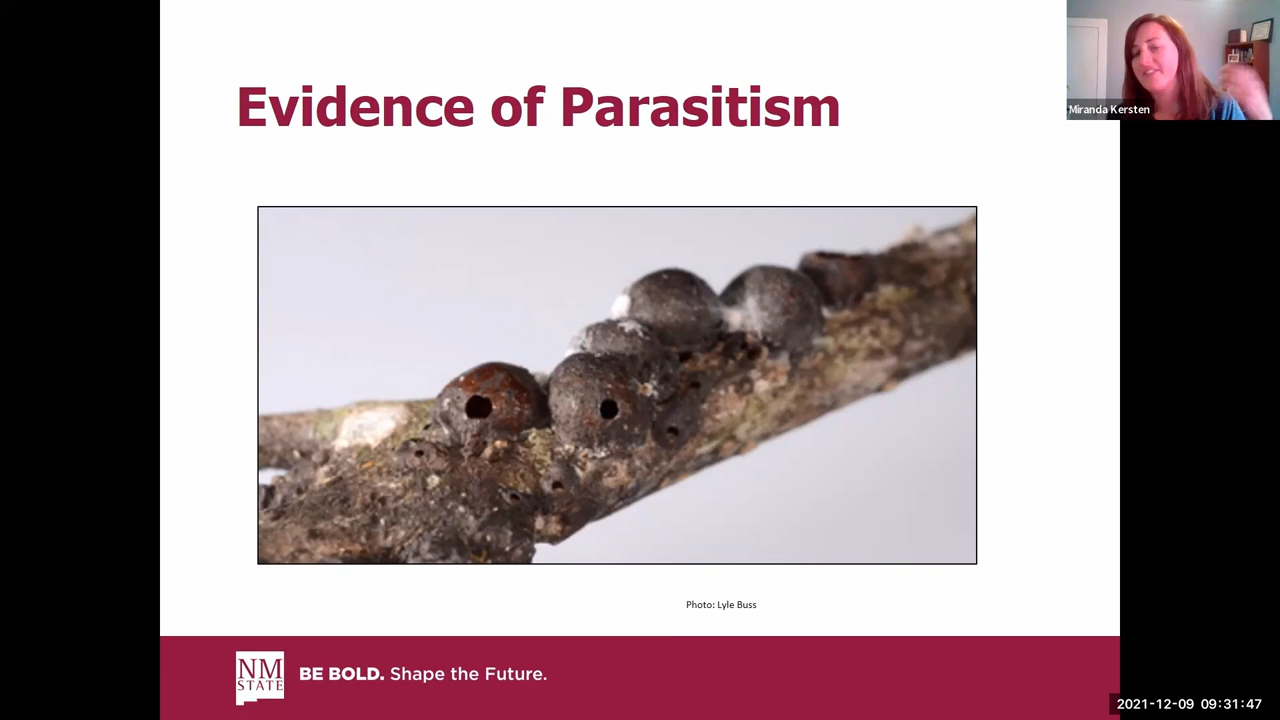 Evidence of Parasitism
Miranda Kersten
Photo: Lyle Buss
NM
STATE
BE BOLD. Shape the Future.
2021-12-09 09:31:47